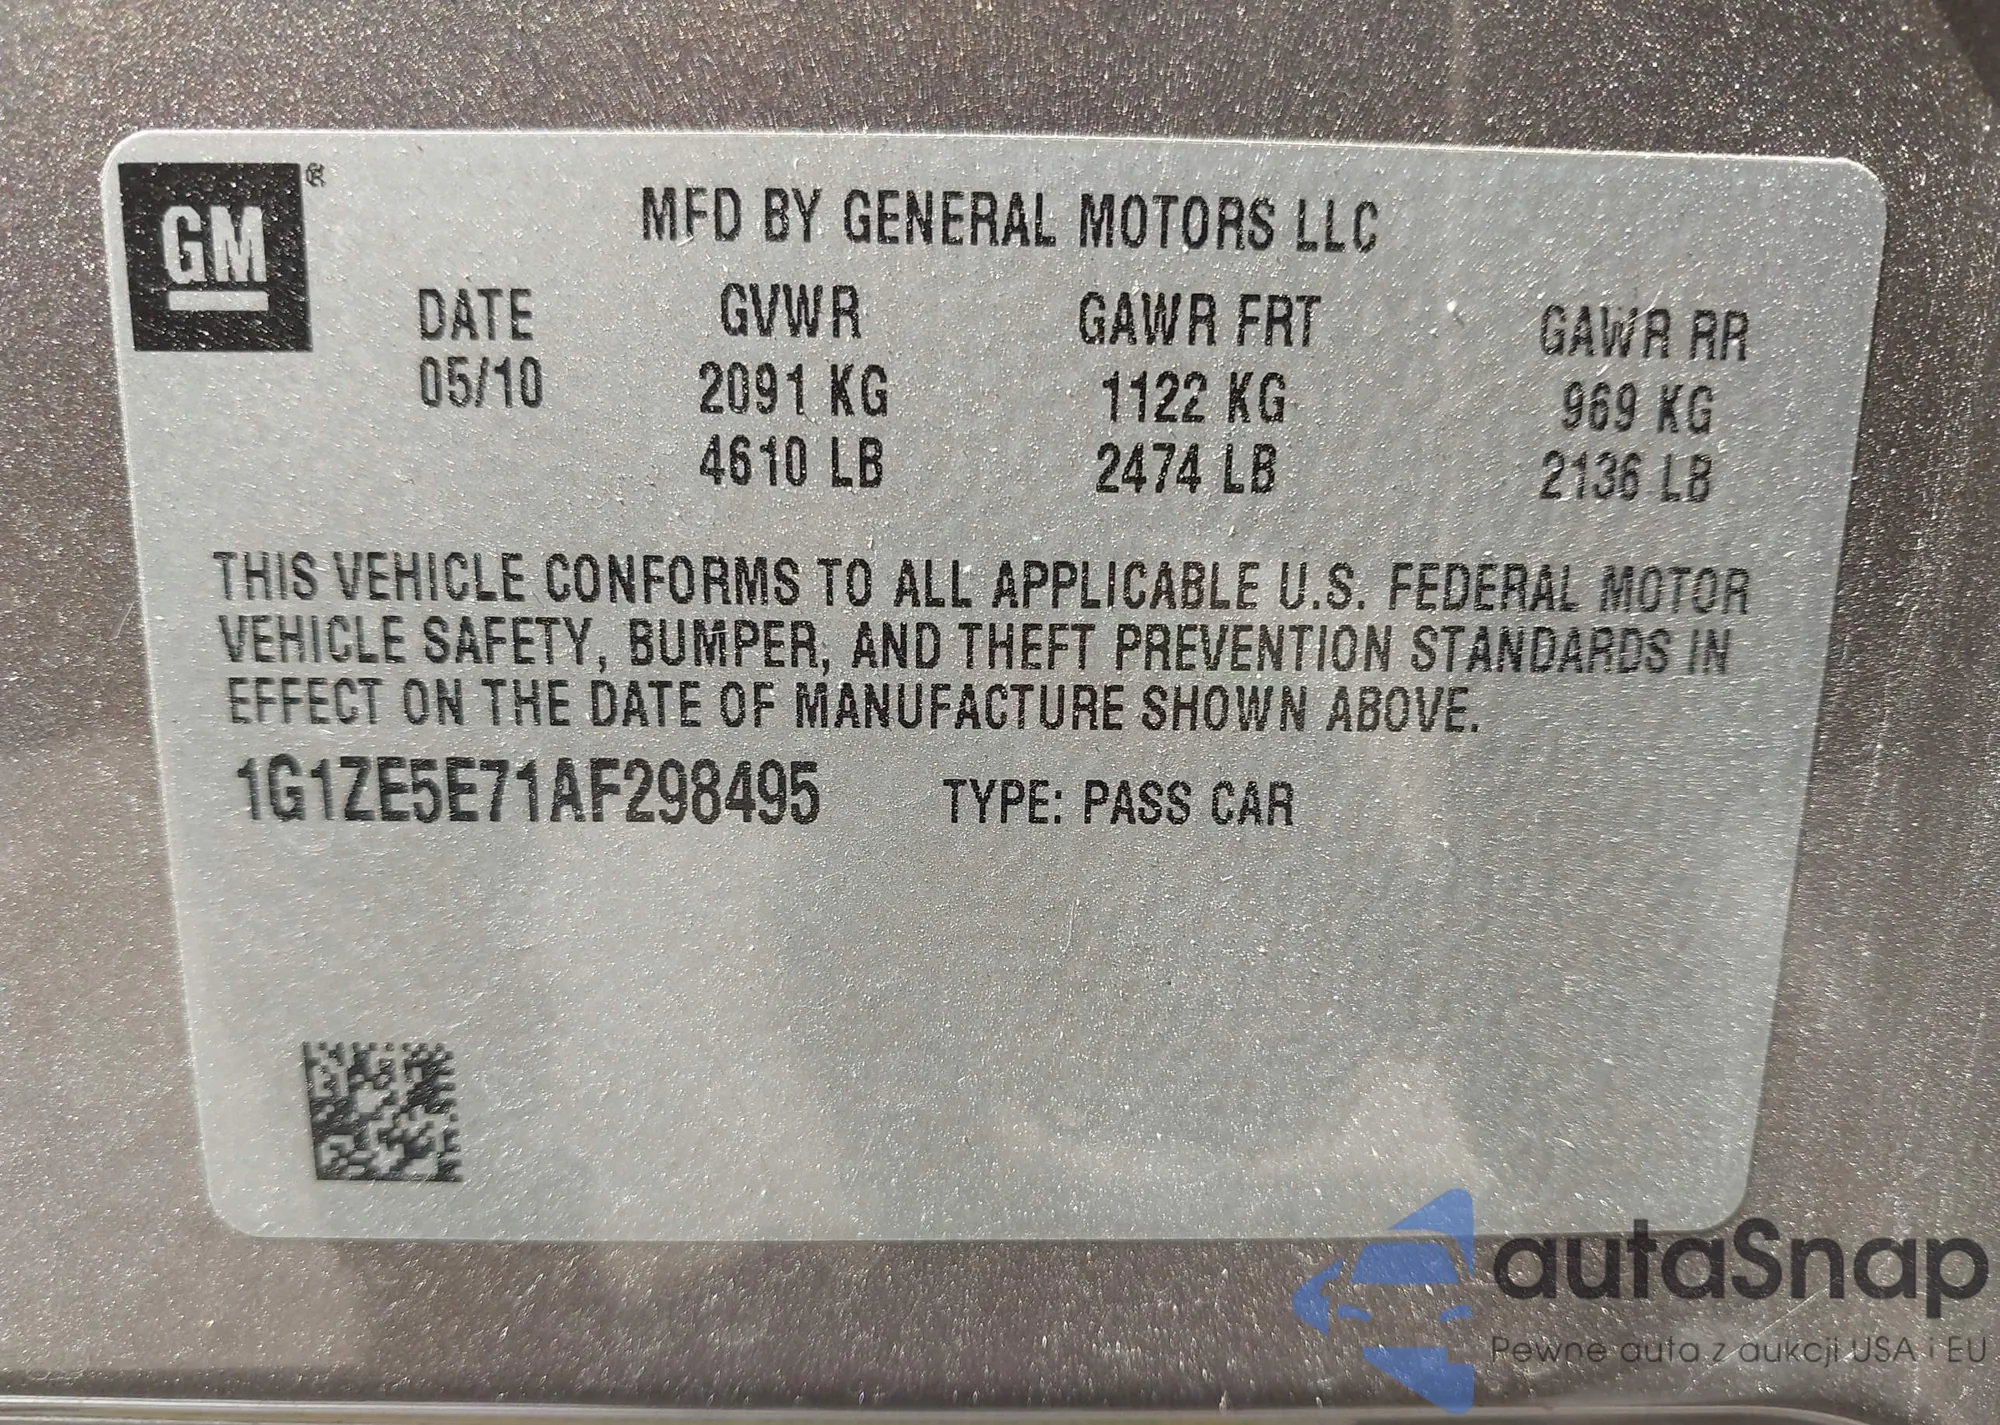 GM ®
MFD BY GENERAL MOTORS LLC
DATE GVWR GAWR FRT GAWR RR
05/10 2091 KG 1122 KG 969 KG
4610 LB 2474 LB 2136 LB
THIS VEHICLE CONFORMS TO ALL APPLICABLE U.S. FEDERAL MOTOR
VEHICLE SAFETY, BUMPER, AND THEFT PREVENTION STANDARDS IN
EFFECT ON THE DATE OF MANUFACTURE SHOWN ABOVE.
1G1ZE5E71AF298495 TYPE: PASS CAR
autaSnap
Pewne auta z aukcji USA i EU